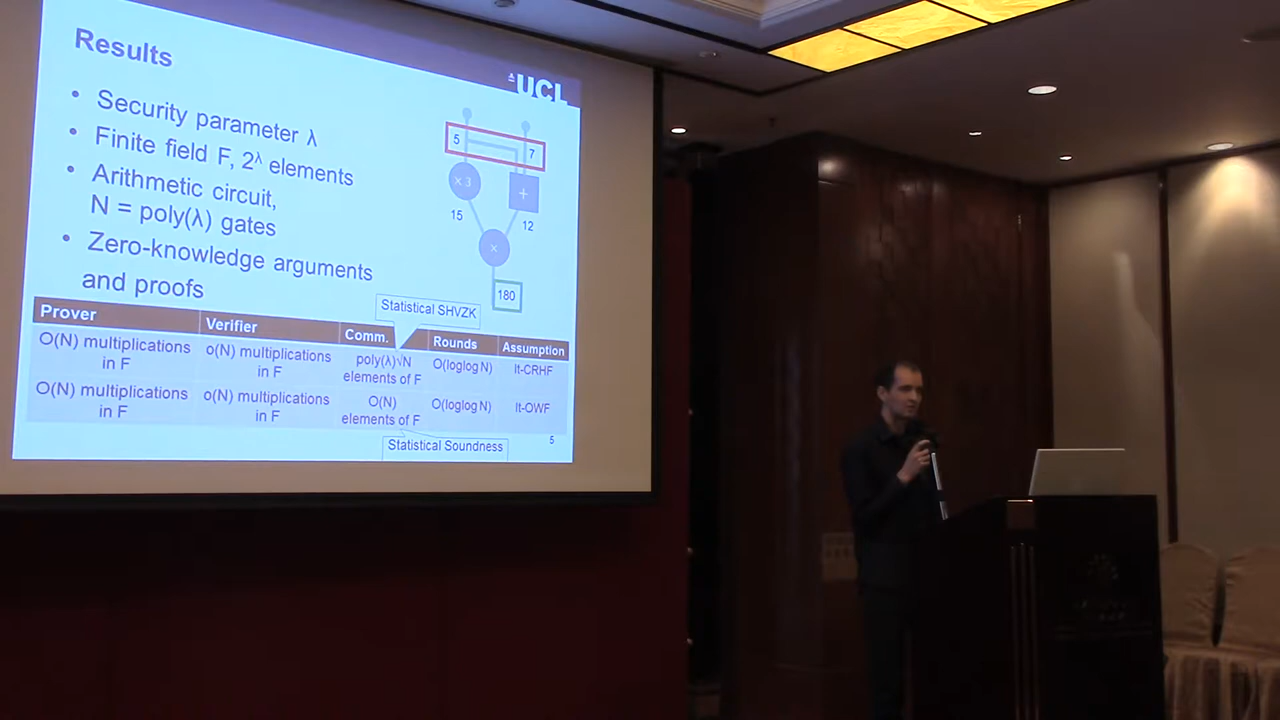 Results
UCL
• Security parameter λ
• Finite field F, 2^λ elements
• Arithmetic circuit,
N = poly(λ) gates
• Zero-knowledge arguments
and proofs
5
7
× 3
+
15
12
×
180
Statistical SHVZK
Prover Verifier Comm. Rounds Assumption
O(N) multiplications in F o(N) multiplications in F poly(λ)√N elements of F O(loglog N) lt-CRHF
O(N) multiplications in F o(N) multiplications in F O(N) elements of F O(loglog N) lt-OWF
Statistical Soundness
5